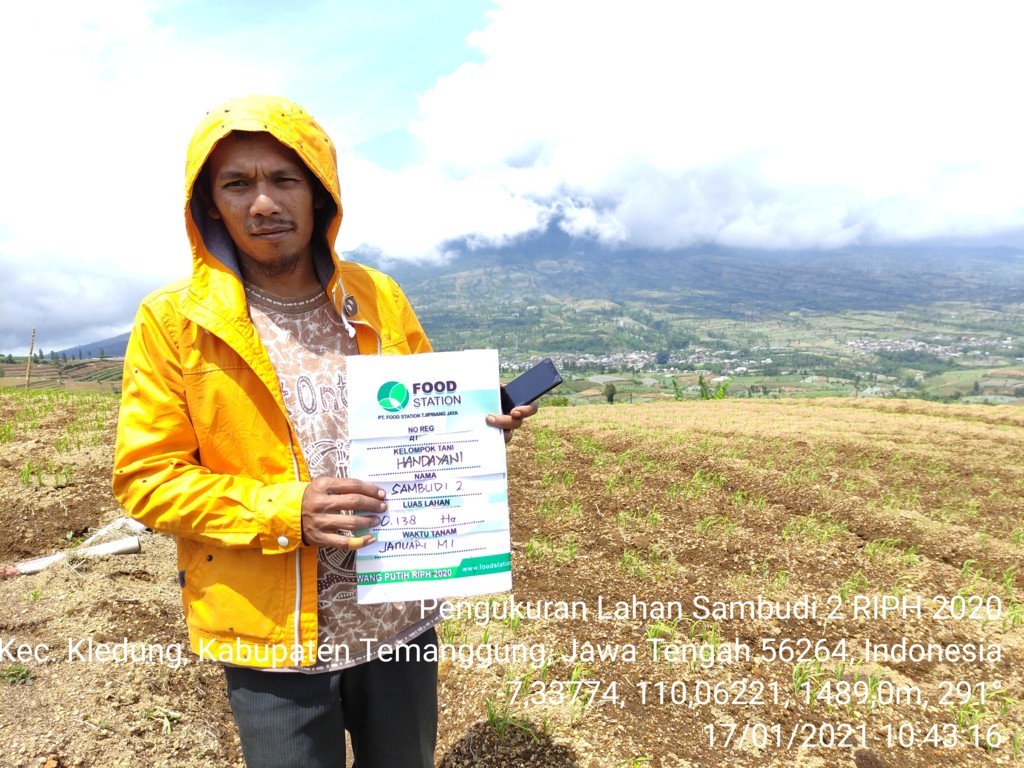 FOOD
STATION
PT. FOOD STATION TJIPINANG JAYA
NO REG
41
KELOMPOK TANI
HANDAYANI
NAMA
SAMBUDI 2
LUAS LAHAN
00.138 Ha
WAKTU TANAM
JANUARI M1
WANG PUTIH RIPH 2020 www.foodstation
Pengukuran Lahan Sambudi 2 RIPH 2020
Kec. Kledung, Kabupaten Temanggung, Jawa Tengah 56264, Indonesia
-7,33774, 110,06221, 1489,0m, 291°
17/01/2021 10:43:16